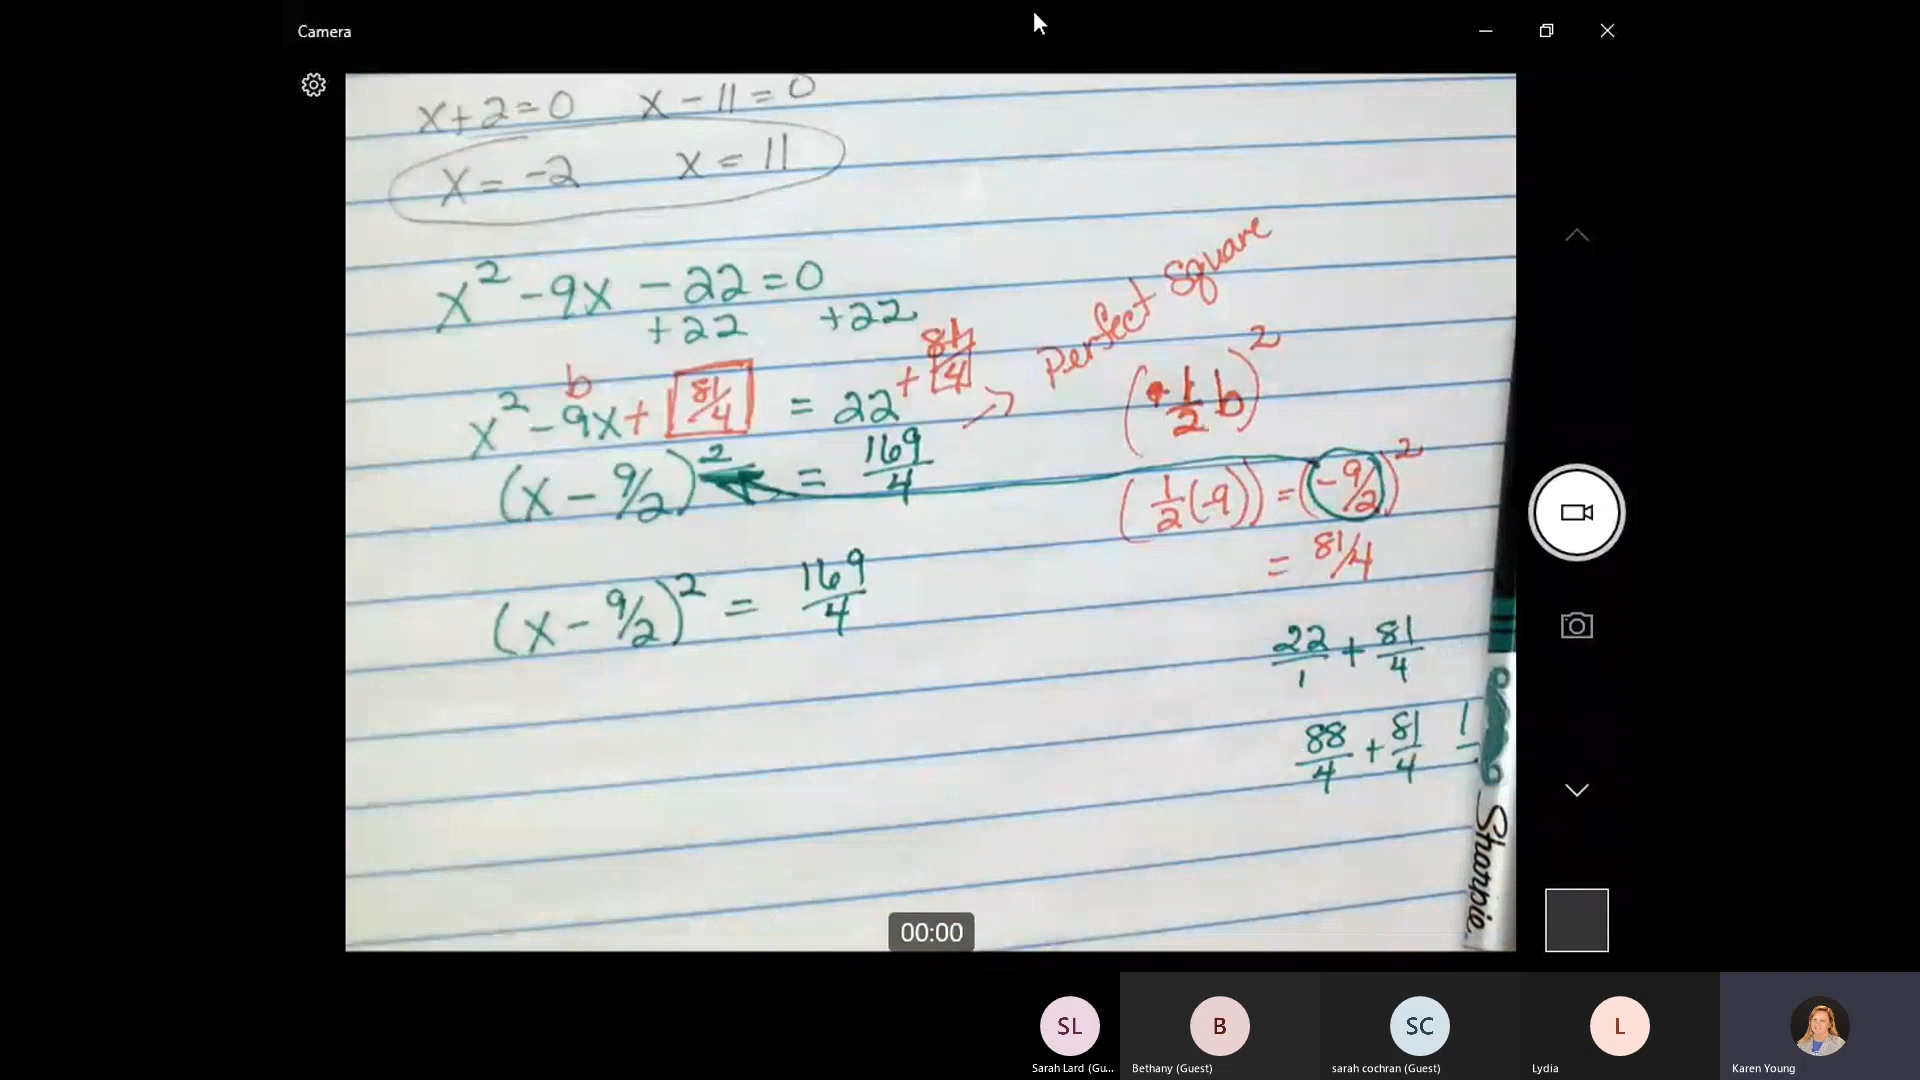 Camera
x+2=0 x-11=0
x=-2 x=11
Perfect Square
x²-9x-22=0
+22 +22
b
x²-9x+ 81/4 = 22 + 81/4
(1/2 b)²
(x-9/2)² = 169/4
(1/2(-9)) = (-9/2)²
= 81/4
(x-9/2)² = 169/4
22/1 + 81/4
88/4 + 81/4
Sharpie
00:00
SL B SC L
Sarah Lard (Gu... Bethany (Guest) sarah cochran (Guest) Lydia Karen Young